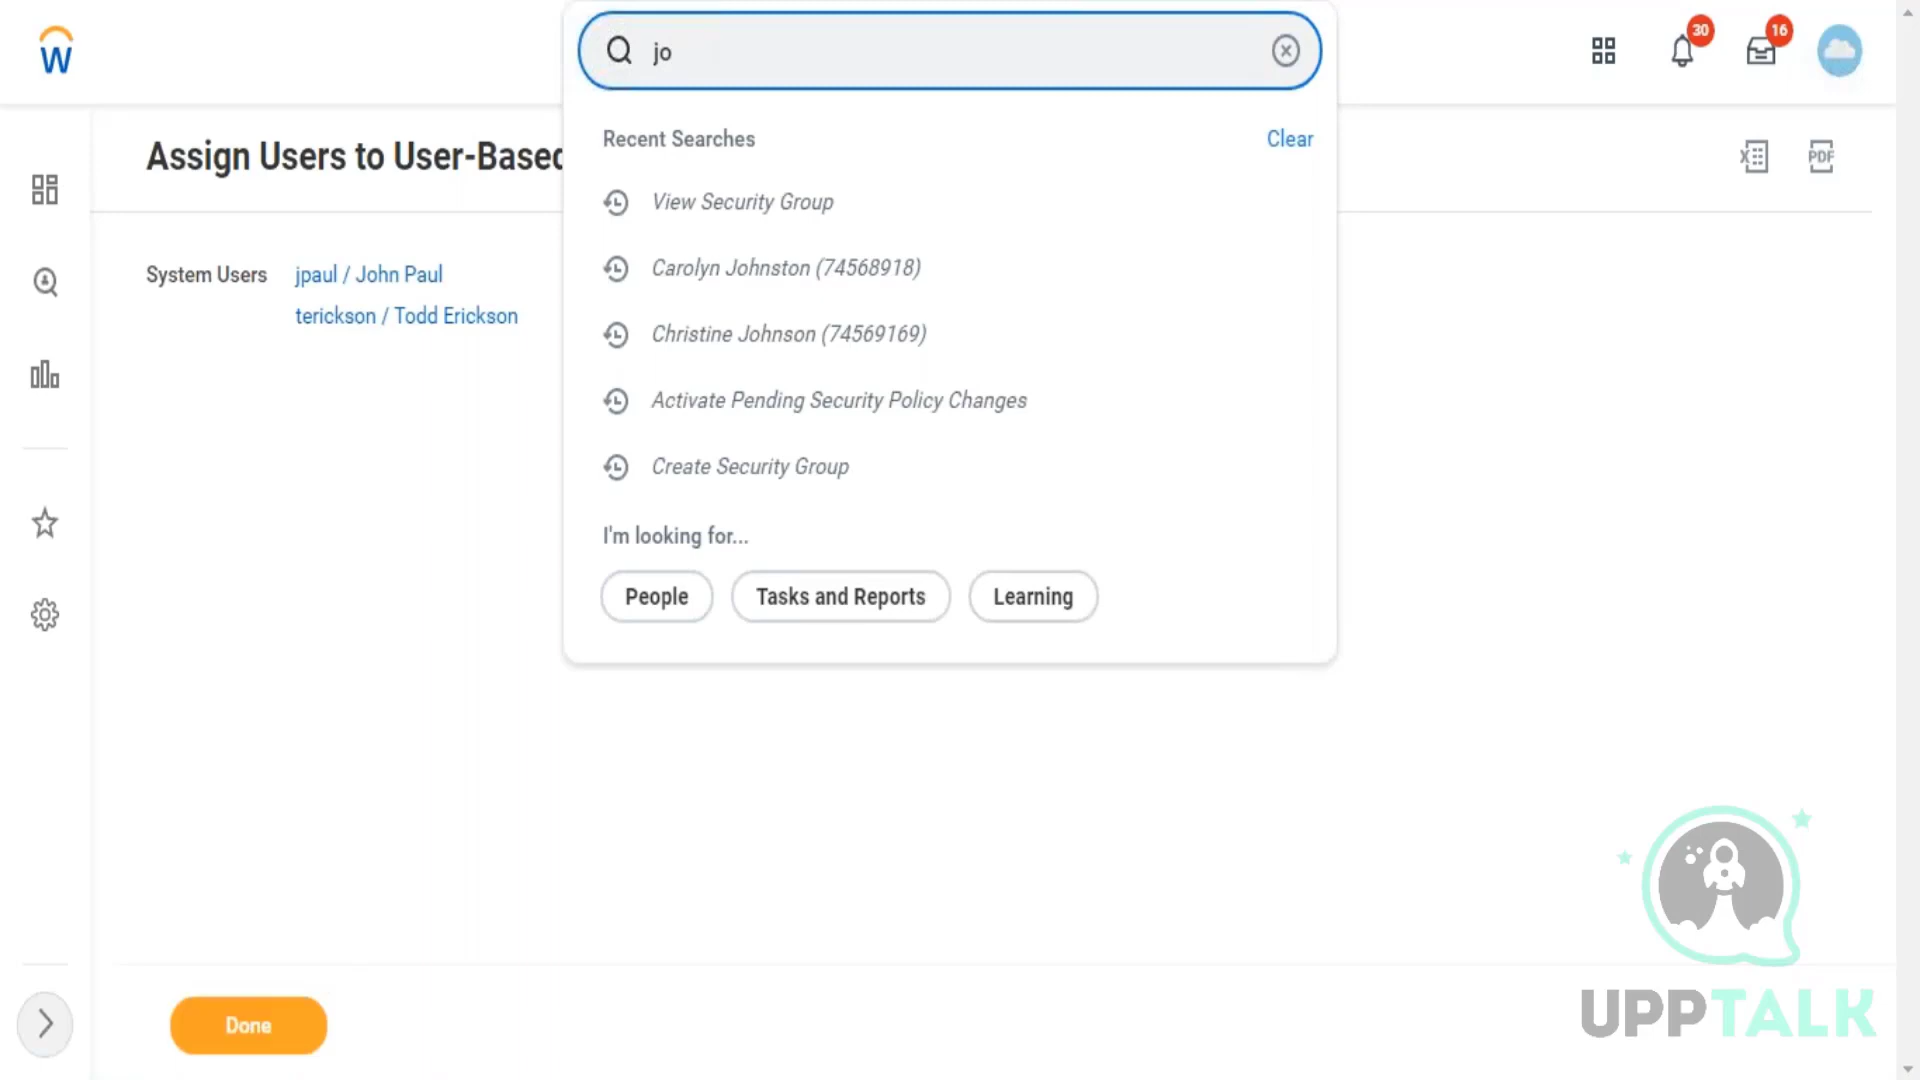 W
jo
30
16
Recent Searches
Clear
View Security Group
Carolyn Johnston (74568918)
Christine Johnson (74569169)
Activate Pending Security Policy Changes
Create Security Group
I'm looking for...
People
Tasks and Reports
Learning
Assign Users to User-Based
X
PDF
System Users
jpaul / John Paul
terickson / Todd Erickson
Done
UPPTALK